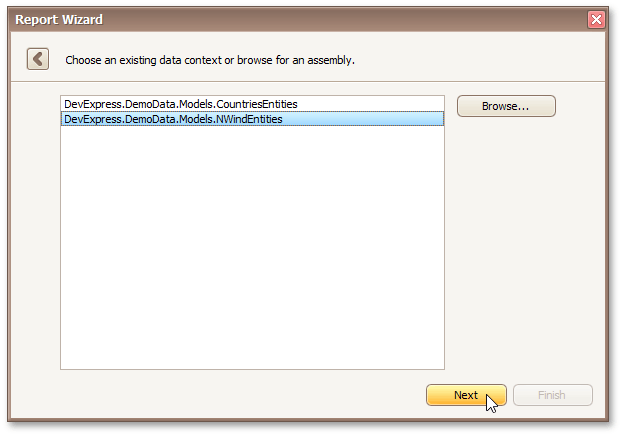 Report Wizard
Choose an existing data context or browse for an assembly.
DevExpress.DemoData.Models.CountriesEntities
DevExpress.DemoData.Models.NWindEntities
Browse...
Next
Finish